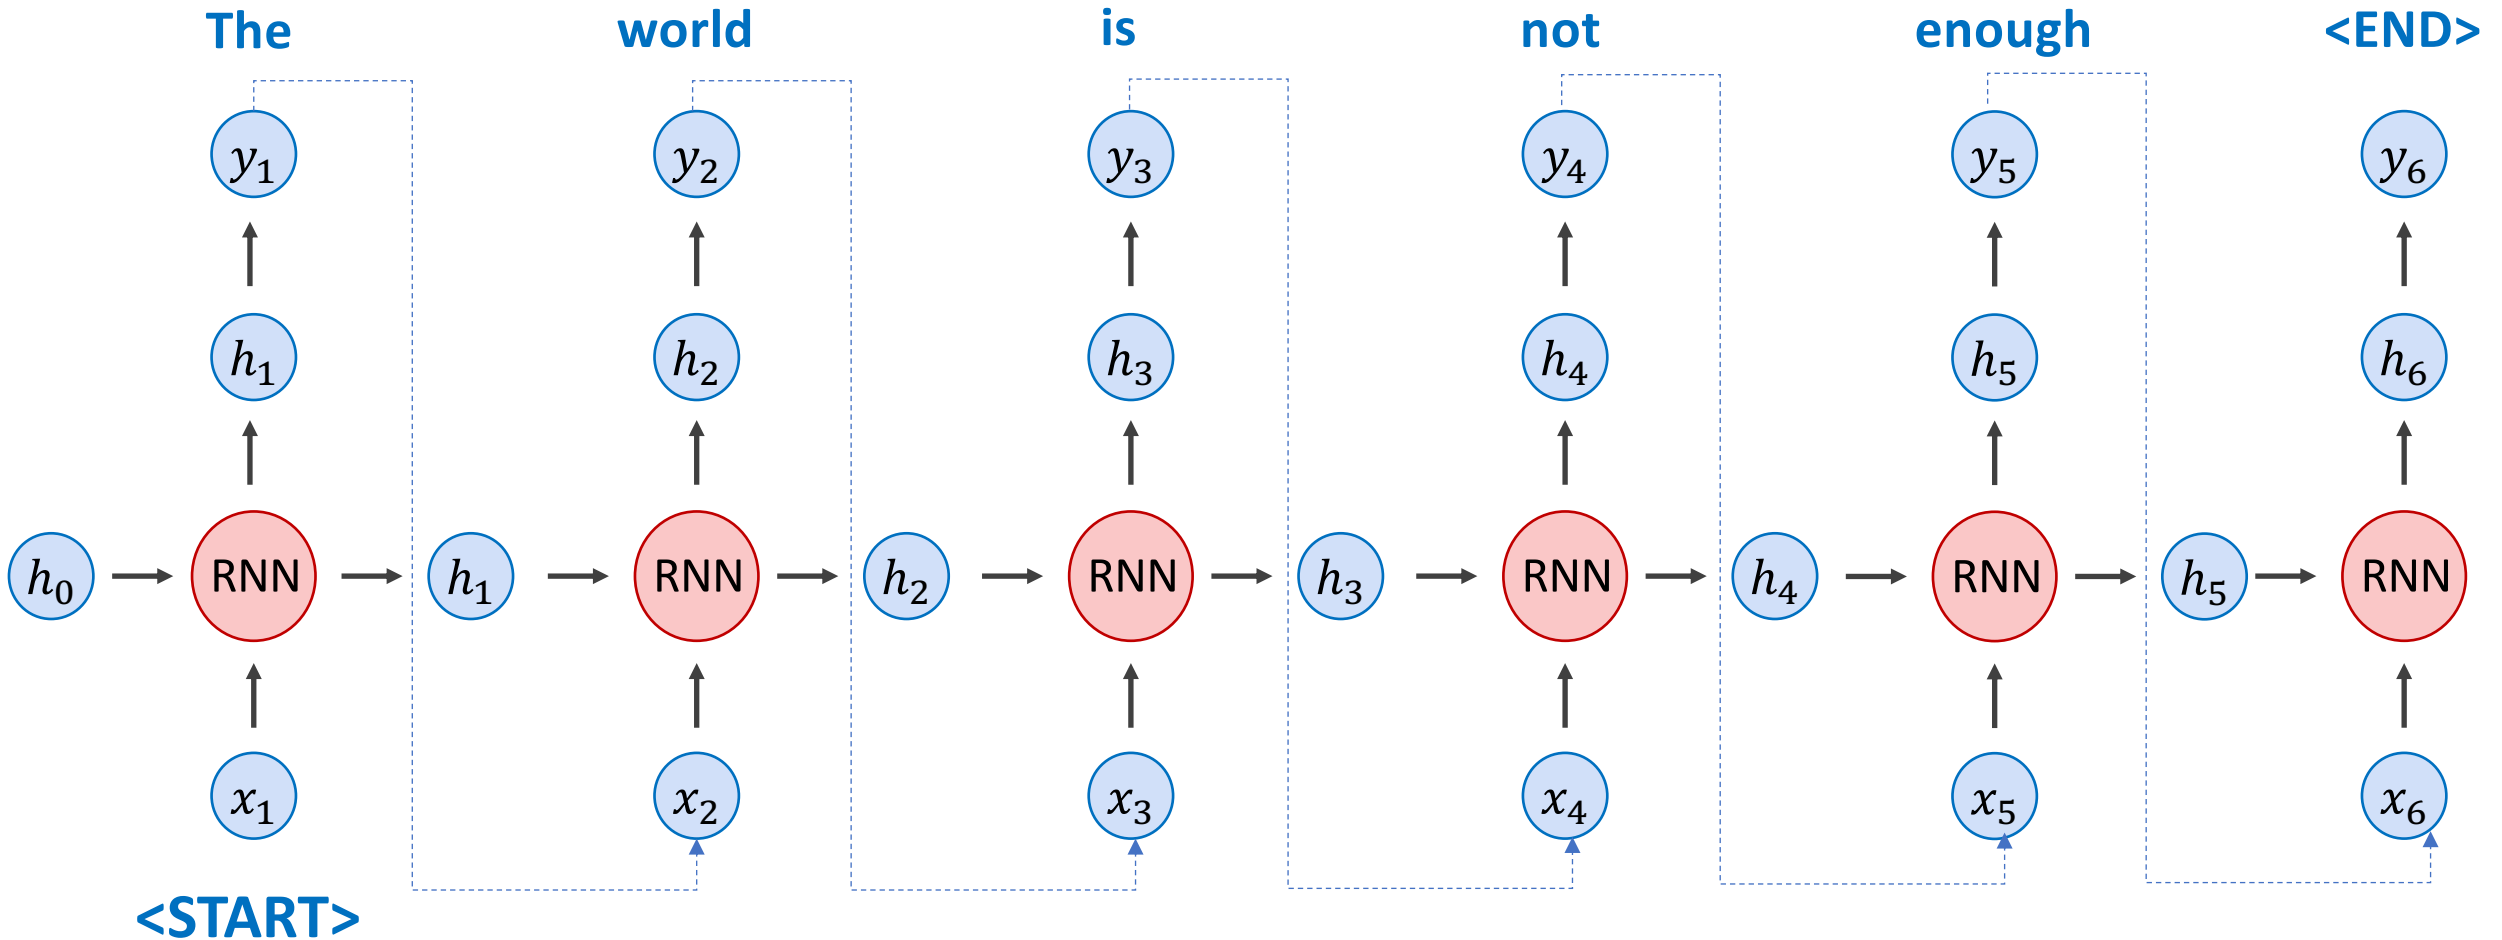 The world is not enough <END>
y₁ y₂ y₃ y₄ y₅ y₆
h₁ h₂ h₃ h₄ h₅ h₆
h₀ RNN h₁ RNN h₂ RNN h₃ RNN h₄ RNN h₅ RNN
x₁ x₂ x₃ x₄ x₅ x₆
<START>